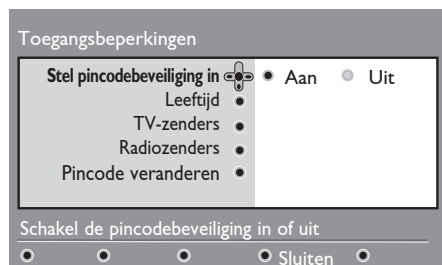 Toegangsbeperkingen
Stel pincodebeveiliging in Aan Uit
Leeftijd
TV-zenders
Radiozenders
Pincode veranderen
Schakel de pincodebeveiliging in of uit
Sluiten